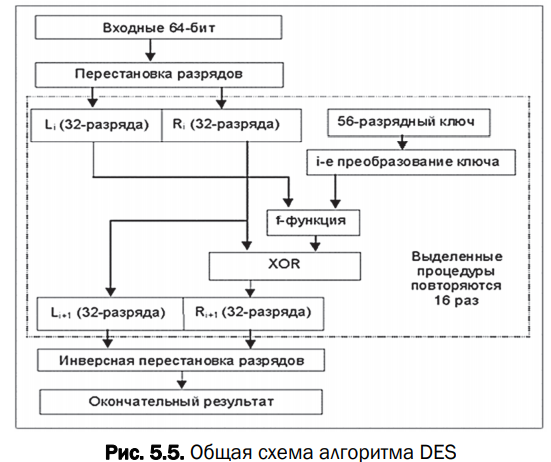 Входные 64-бит
Перестановка разрядов
Li (32-разряда)
Ri (32-разряда)
56-разрядный ключ
i-е преобразование ключа
f-функция
XOR
Выделенные
процедуры
повторяются
16 раз
Li+1 (32-разряда)
Ri+1 (32-разряда)
Инверсная перестановка разрядов
Окончательный результат
Рис. 5.5. Общая схема алгоритма DES